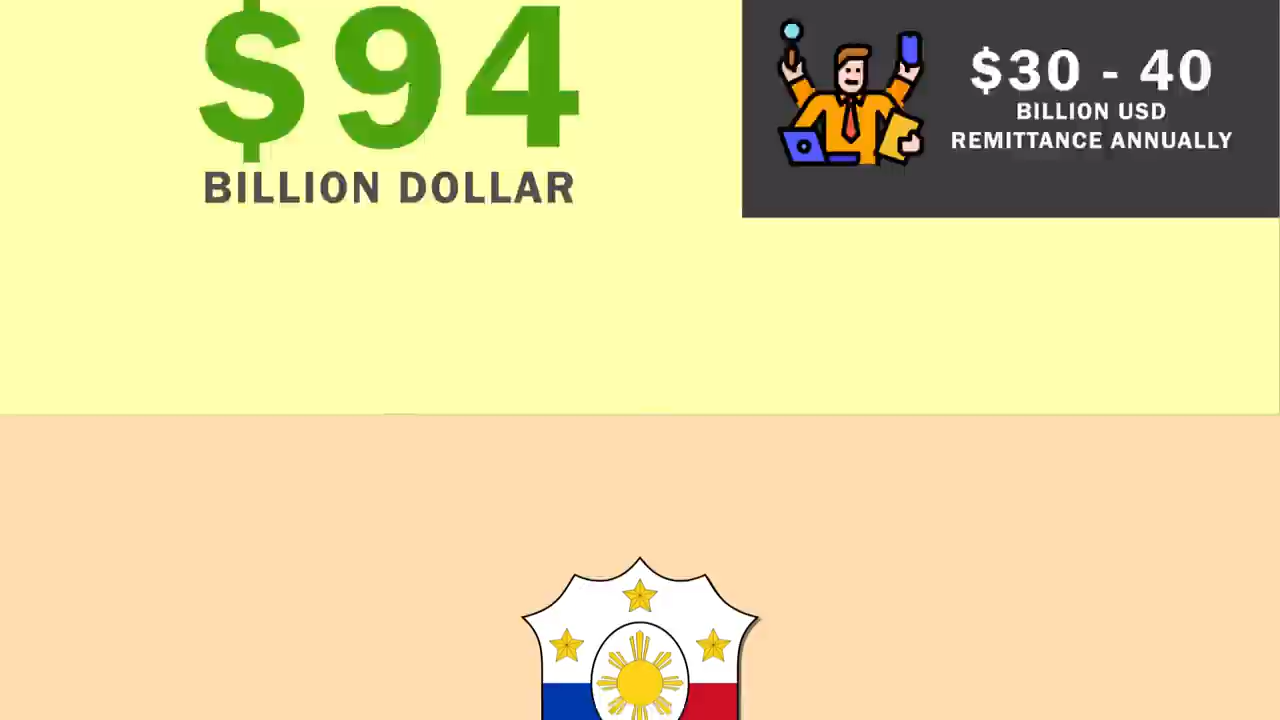 $94
BILLION DOLLAR
$30 - 40
BILLION USD
REMITTANCE ANNUALLY